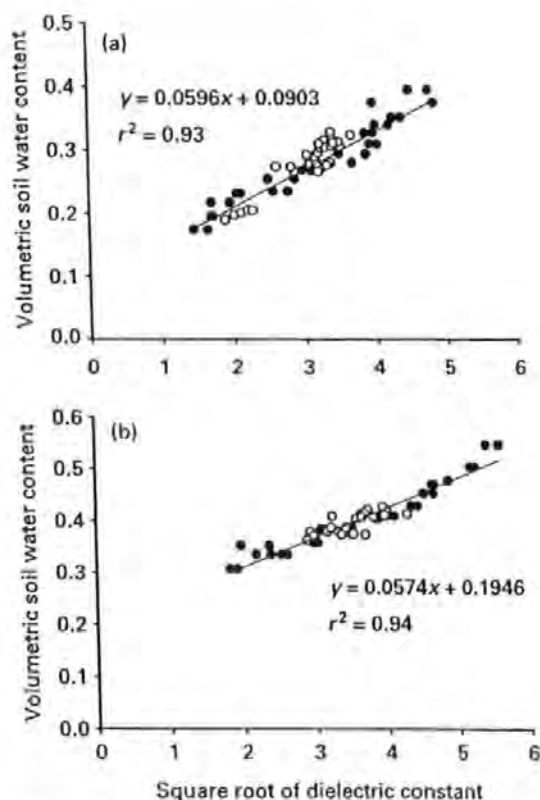 0.5
(a)
0.4
y = 0.0596x + 0.0903
r² = 0.93
0.3
0.2
0.1
0.0
0 1 2 3 4 5 6
Volumetric soil water content
0.6
(b)
0.5
0.4
0.3
y = 0.0574x + 0.1946
r² = 0.94
0.2
0.1
0.0
0 1 2 3 4 5 6
Volumetric soil water content
Square root of dielectric constant